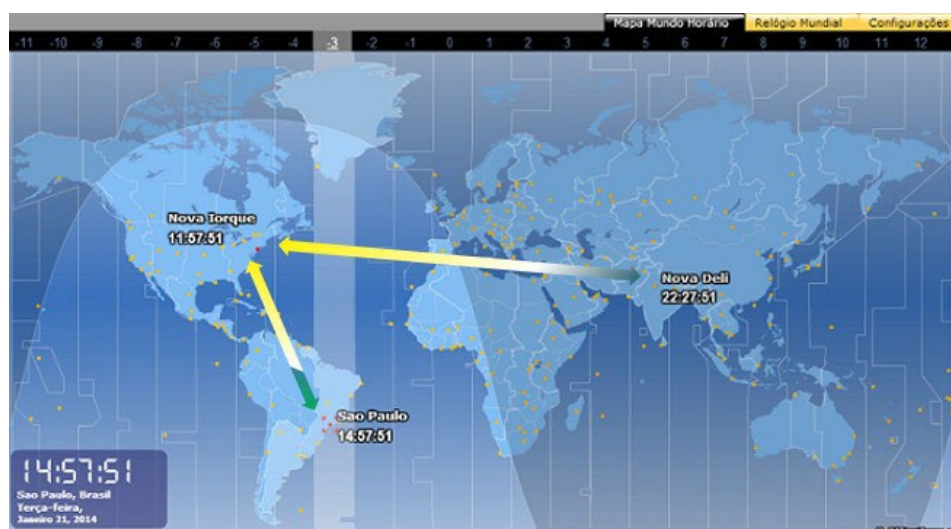 Mapa Mundo Horário Relógio Mundial Configurações
-11 -10 -9 -8 -7 -6 -5 -4 -3 -2 -1 0 1 2 3 4 5 6 7 8 9 10 11 12
Nova Iorque
11:57:51
Nova Deli
22:27:51
Sao Paulo
14:57:51
14:57:51
Sao Paulo, Brasil
Terça-feira,
Janeiro 21, 2014